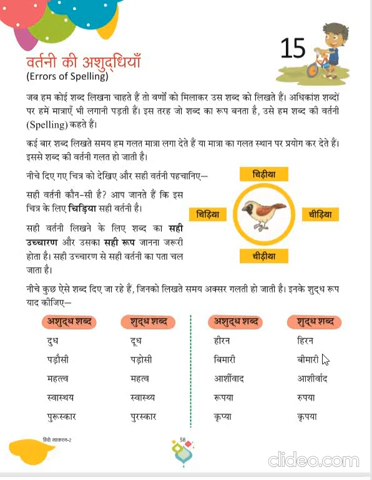 15
वर्तनी की अशुद्धियाँ
(Errors of Spelling)
जब हम कोई शब्द लिखना चाहते हैं तो वर्णों को मिलाकर उस शब्द को लिखते हैं। अधिकांश शब्दों
पर हमें मात्राएँ भी लगानी पड़ती हैं। इस तरह जो शब्द का रूप बनता है, उसे हम शब्द की वर्तनी
(Spelling) कहते हैं।
कई बार शब्द लिखते समय हम गलत मात्रा लगा देते हैं या मात्रा का गलत स्थान पर प्रयोग कर देते हैं।
इससे शब्द की वर्तनी गलत हो जाती है।
नीचे दिए गए चित्र को देखिए और सही वर्तनी पहचानिए–
सही वर्तनी कौन-सी है? आप जानते हैं कि इस
चित्र के लिए चिड़िया सही वर्तनी है।
सही वर्तनी लिखने के लिए शब्द का सही
उच्चारण और उसका सही रूप जानना जरूरी
होता है। सही उच्चारण से सही वर्तनी का पता चल
जाता है।
चिड़ीया
चिड़िया चीड़िया
चीड़ीया
नीचे कुछ ऐसे शब्द दिए जा रहे हैं, जिनको लिखते समय अक्सर गलती हो जाती है। इनके शुद्ध रूप
याद कीजिए–
अशुद्ध शब्द शुद्ध शब्द अशुद्ध शब्द शुद्ध शब्द
दुध दूध हीरन हिरन
पड़ौसी पड़ोसी बिमारी बीमारी
महत्त्व महत्व आर्शीवाद आशीर्वाद
स्वास्थय स्वास्थ्य रूपया रुपया
पुरूस्कार पुरस्कार कृप्या कृपया
हिंदी व्याकरण-2
58
clideo.com